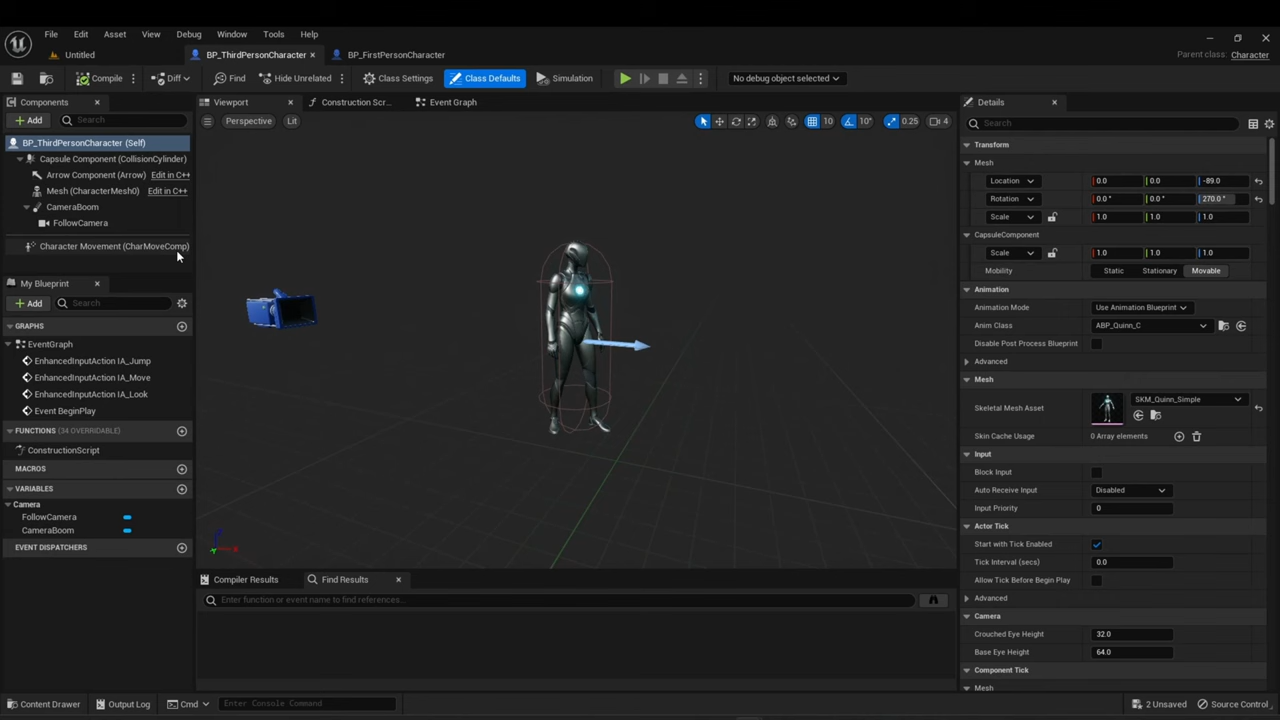 File Edit Asset View Debug Window Tools Help
Untitled BP_ThirdPersonCharacter BP_FirstPersonCharacter Parent class: Character
Compile Diff Find Hide Unrelated Class Settings Class Defaults Simulation No debug object selected
Components Viewport Construction Scr... Event Graph Details
Add Search Perspective Lit 10 10° 0.25 4 Search
BP_ThirdPersonCharacter (Self) Transform
Capsule Component (CollisionCylinder) Mesh
Arrow Component (Arrow) Edit in C++ Location 0.0 0.0 -89.0
Mesh (CharacterMesh0) Edit in C++ Rotation 0.0 ° 0.0 ° 270.0 °
CameraBoom Scale 1.0 1.0 1.0
FollowCamera CapsuleComponent
Character Movement (CharMoveComp) Scale 1.0 1.0 1.0
Mobility Static Stationary Movable
My Blueprint Animation
Add Search Animation Mode Use Animation Blueprint
GRAPHS Anim Class ABP_Quinn_C
EventGraph Disable Post Process Blueprint
EnhancedInputAction IA_Jump Advanced
EnhancedInputAction IA_Move Mesh
EnhancedInputAction IA_Look SKM_Quinn_Simple
Event BeginPlay Skeletal Mesh Asset
FUNCTIONS (34 OVERRIDABLE) Skin Cache Usage 0 Array elements
ConstructionScript Input
MACROS Block Input
VARIABLES Auto Receive Input Disabled
Camera Input Priority 0
FollowCamera Actor Tick
CameraBoom Start with Tick Enabled
EVENT DISPATCHERS Tick Interval (secs) 0.0
Compiler Results Find Results Allow Tick Before Begin Play
Enter function or event name to find references... Advanced
Camera
Crouched Eye Height 32.0
Base Eye Height 64.0
Component Tick
Mesh
Content Drawer Output Log Cmd Enter Console Command 2 Unsaved Source Control